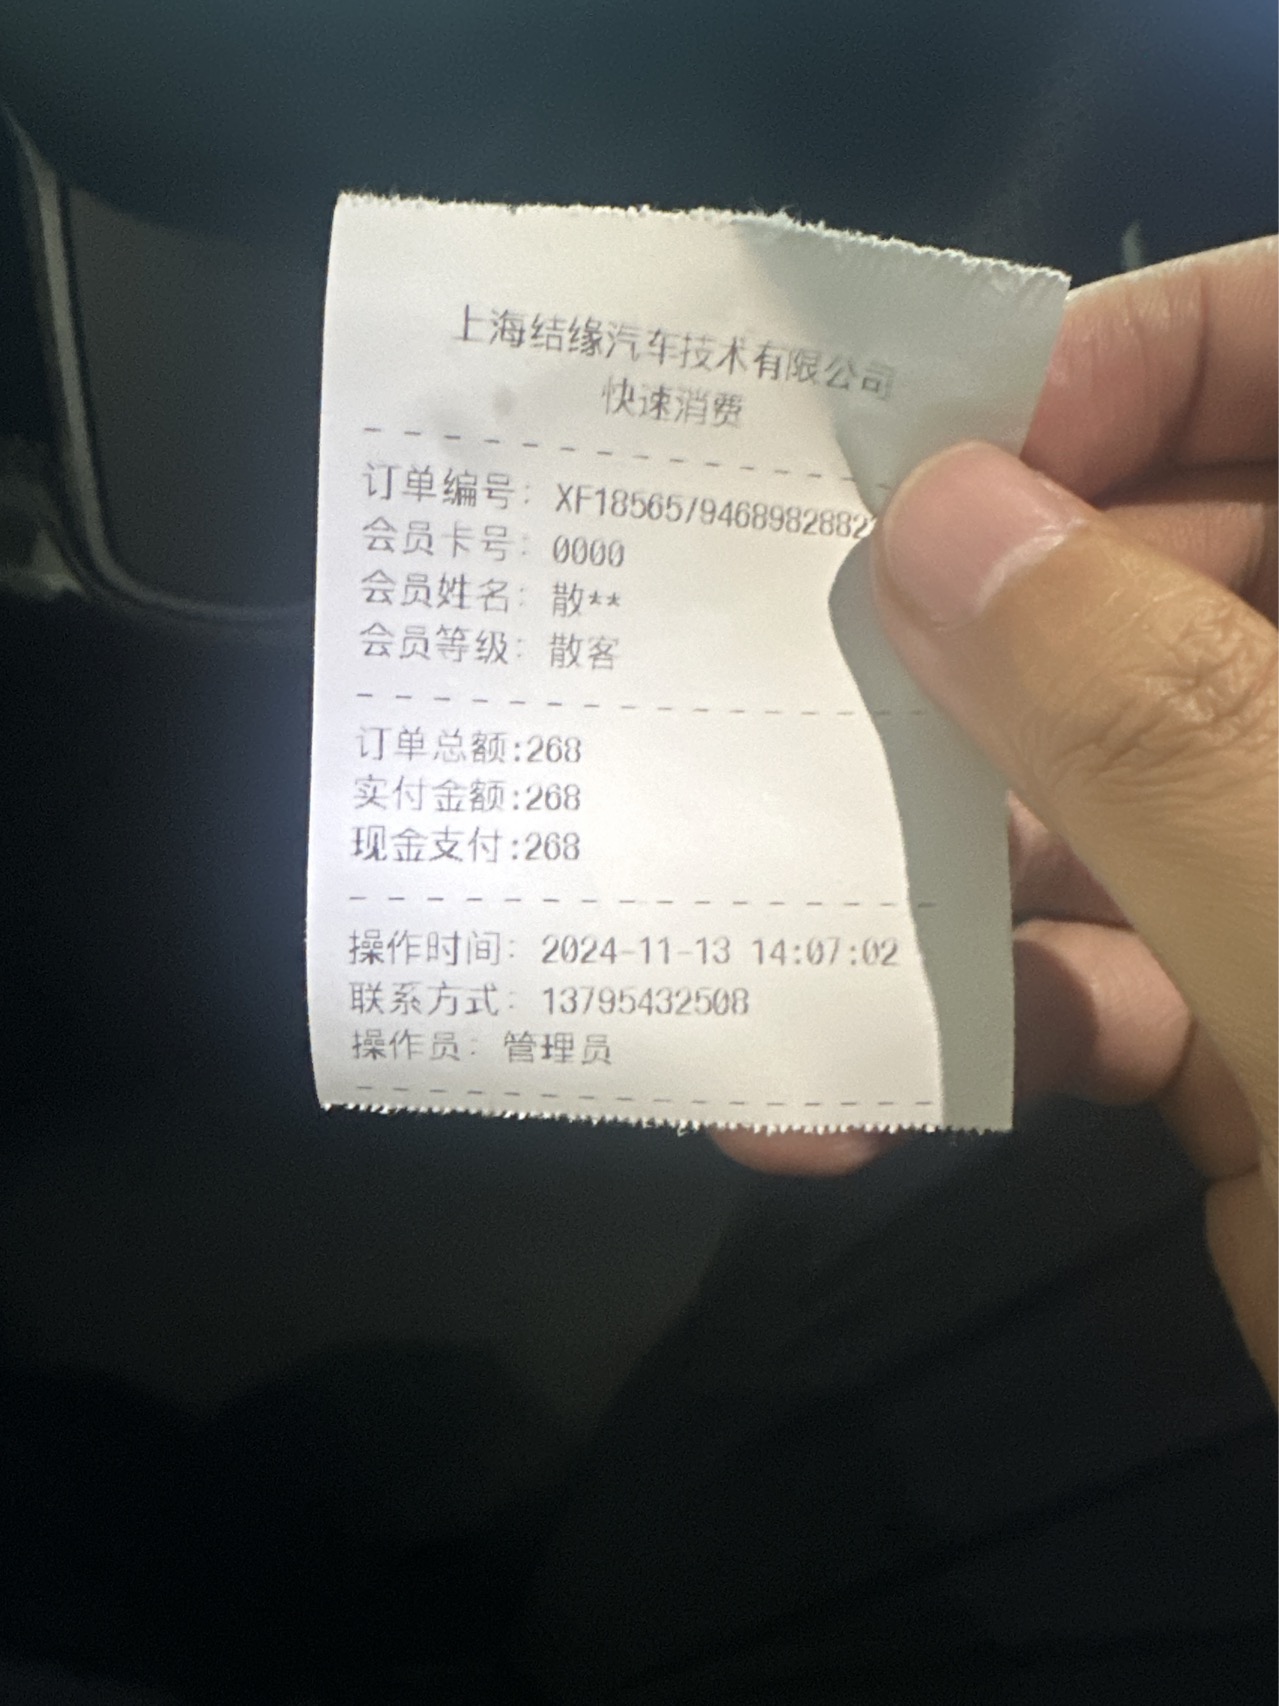 上海结缘汽车技术有限公司
快速消费
订单编号: XF1856579468982882
会员卡号: 0000
会员姓名: 散**
会员等级: 散客
订单总额:268
实付金额:268
现金支付:268
操作时间: 2024-11-13 14:07:02
联系方式: 13795432508
操作员: 管理员